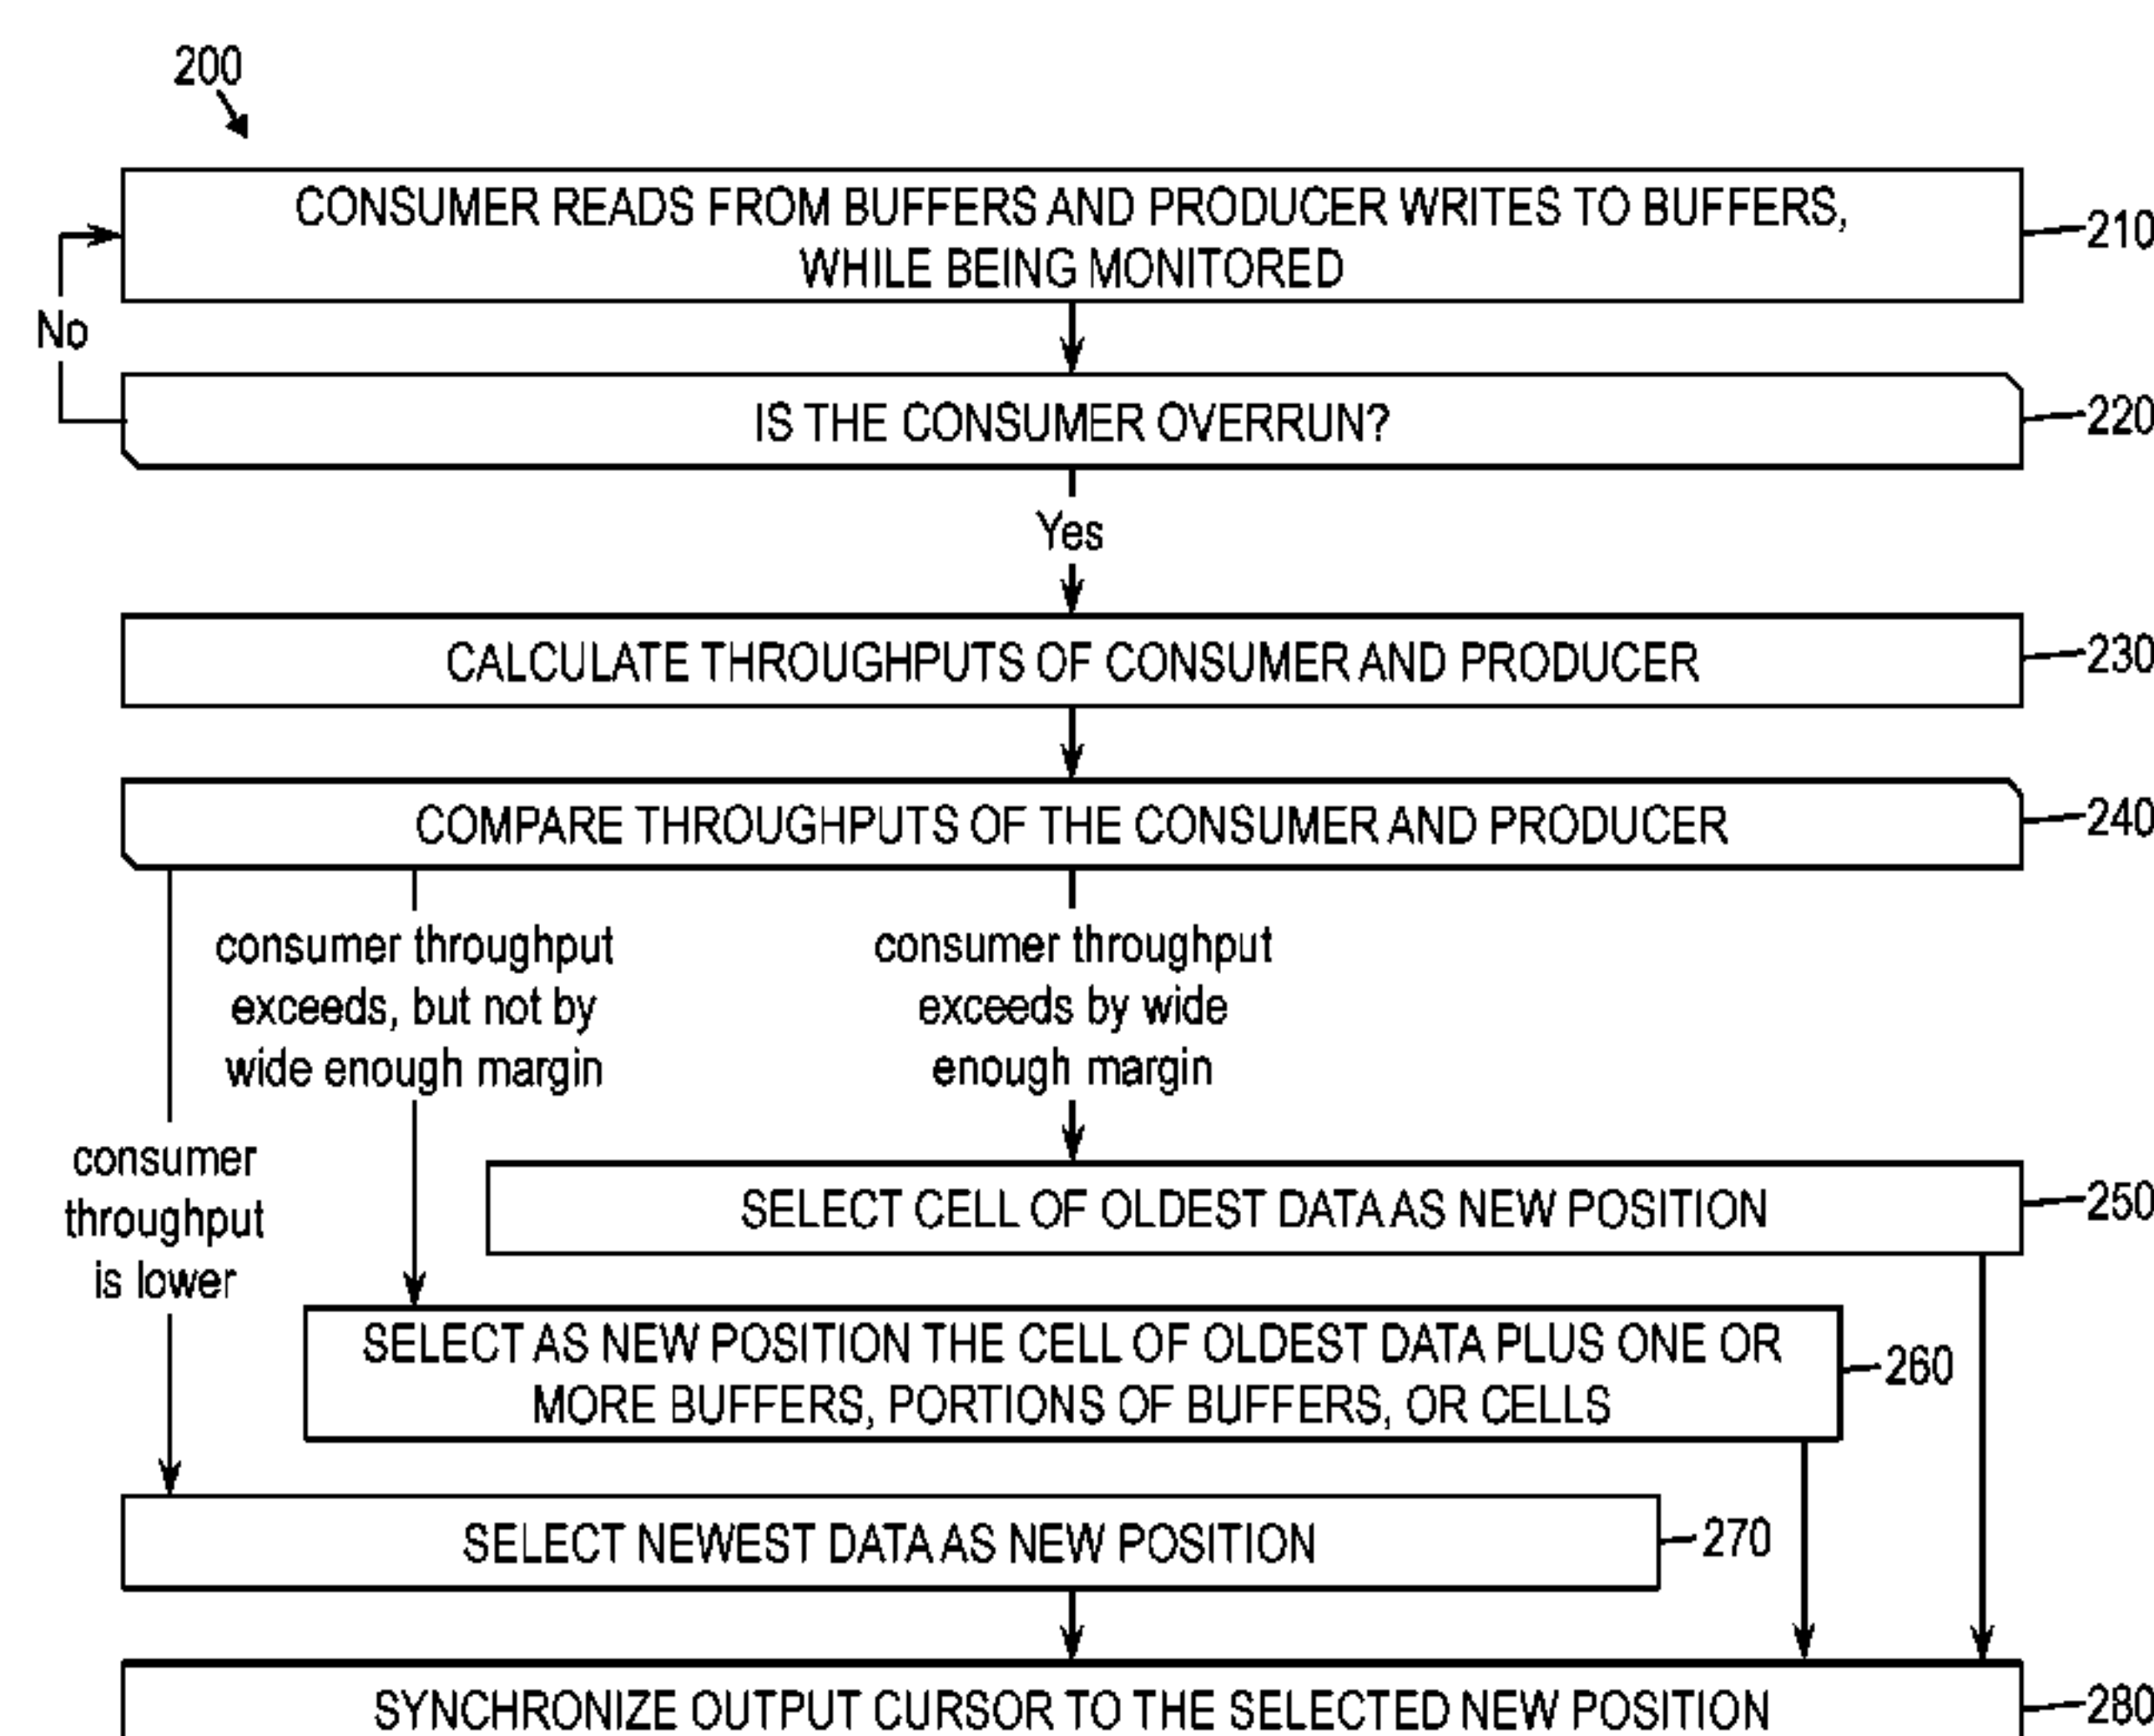 200
CONSUMER READS FROM BUFFERS AND PRODUCER WRITES TO BUFFERS,
WHILE BEING MONITORED
210
No
IS THE CONSUMER OVERRUN?
220
Yes
CALCULATE THROUGHPUTS OF CONSUMER AND PRODUCER
230
COMPARE THROUGHPUTS OF THE CONSUMER AND PRODUCER
240
consumer throughput
exceeds, but not by
wide enough margin
consumer throughput
exceeds by wide
enough margin
consumer
throughput
is lower
SELECT CELL OF OLDEST DATA AS NEW POSITION
250
SELECT AS NEW POSITION THE CELL OF OLDEST DATA PLUS ONE OR
MORE BUFFERS, PORTIONS OF BUFFERS, OR CELLS
260
SELECT NEWEST DATA AS NEW POSITION
270
SYNCHRONIZE OUTPUT CURSOR TO THE SELECTED NEW POSITION
280